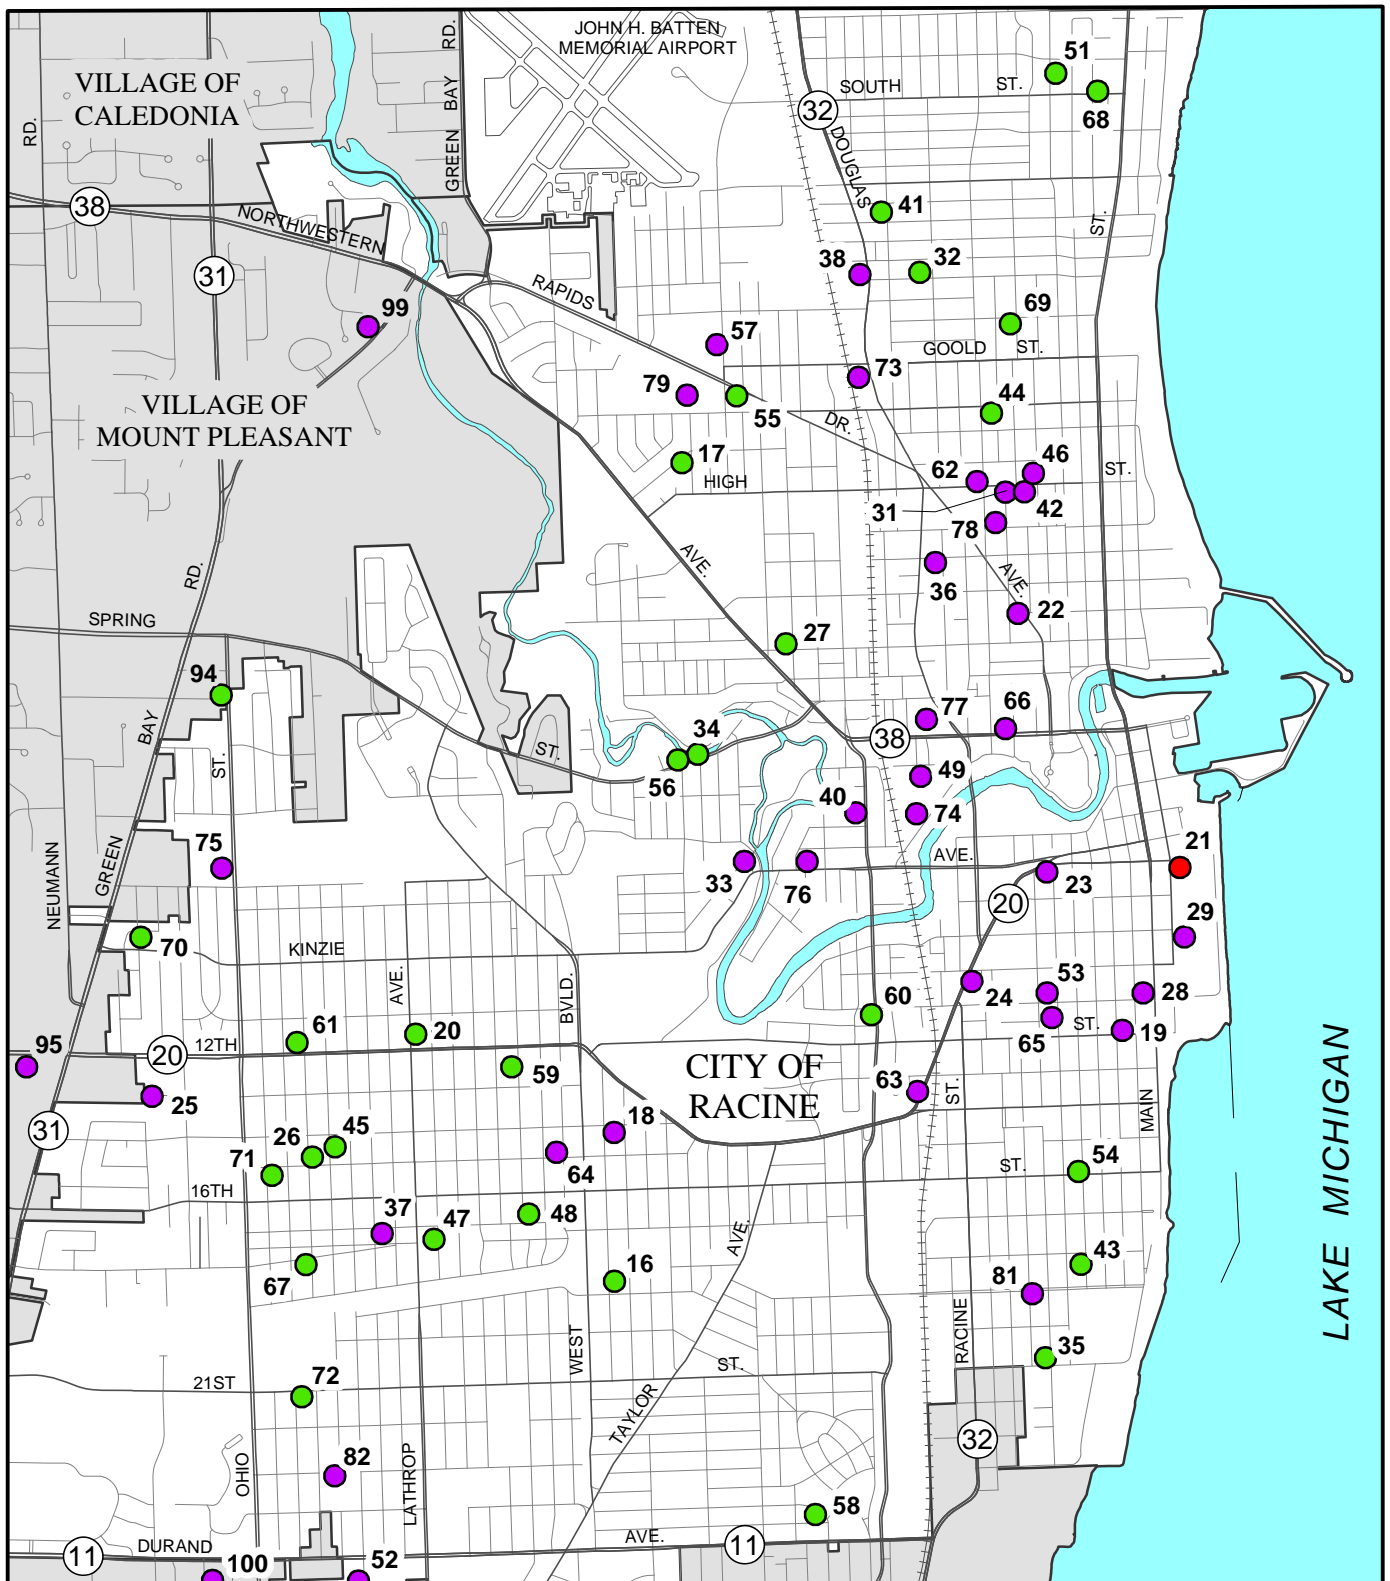 JOHN H. BATTEN
MEMORIAL AIRPORT
VILLAGE OF
CALEDONIA
RD.
GREEN BAY RD.
32
DOUGLAS
SOUTH ST.
51
68
38
NORTHWESTERN
31
41
ST.
38
32
RAPIDS
99
57
69
GOOLD ST.
73
79
55
44
DR.
VILLAGE OF
MOUNT PLEASANT
17
HIGH
62
46
ST.
31
42
78
AVE.
36
AVE.
22
RD.
SPRING
27
94
BAY
ST.
ST.
34
56
77
66
38
49
40
74
75
GREEN
NEUMANN
33
76
AVE.
23
21
20
29
70
KINZIE
AVE.
BVLD.
24
53
28
60
65
ST.
19
61
20
12TH
20
95
59
CITY OF
RACINE
63
ST.
MAIN
25
31
18
26
45
71
64
ST.
54
16TH
37
47
48
AVE.
67
16
43
81
RACINE
35
WEST
LAKE MICHIGAN
72
21ST
ST.
TAYLOR
32
OHIO
82
LATHROP
58
11
DURAND
AVE.
11
100
52